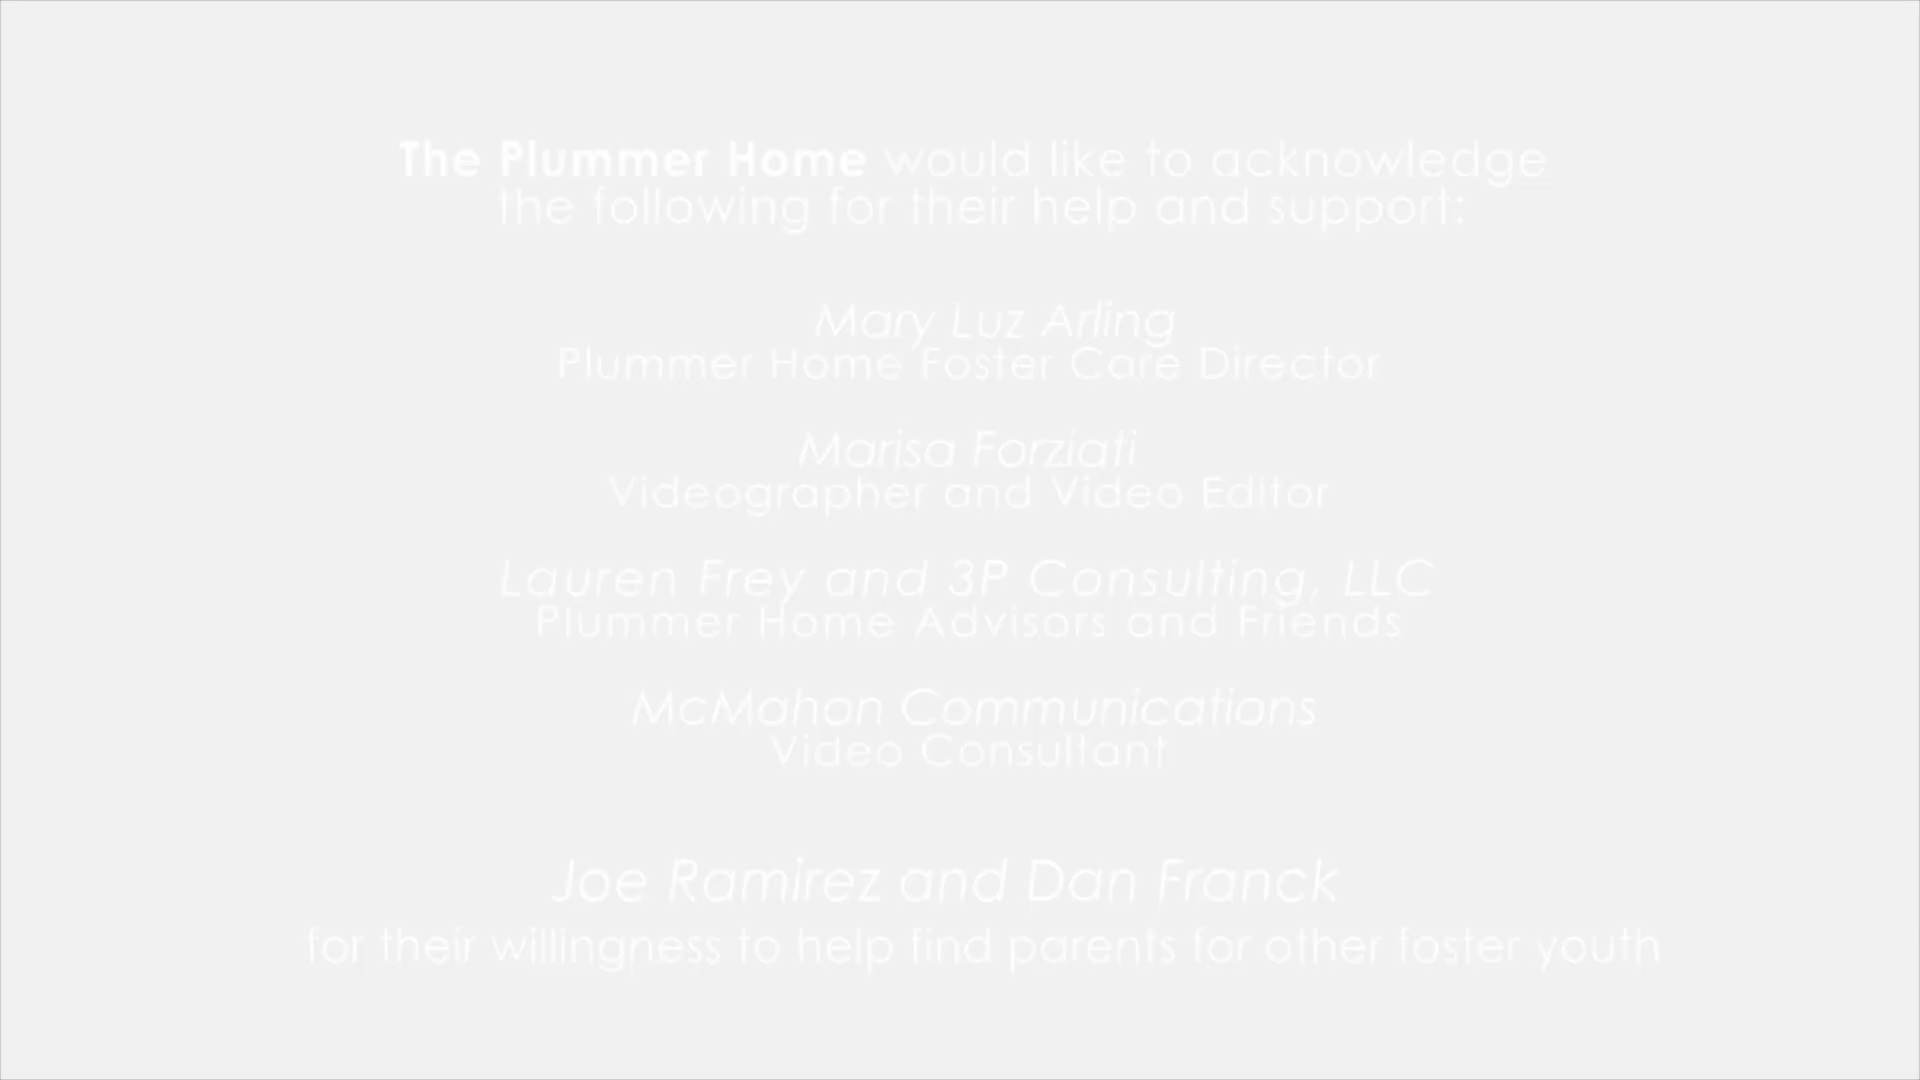 The Plummer Home would like to acknowledge
the following for their help and support:
Mary Luz Arling
Plummer Home Foster Care Director
Marisa Forziati
Videographer and Video Editor
Lauren Frey and 3P Consulting, LLC
Plummer Home Advisors and Friends
McMahon Communications
Video Consultant
Joe Ramirez and Dan Franck
for their willingness to help find parents for other foster youth